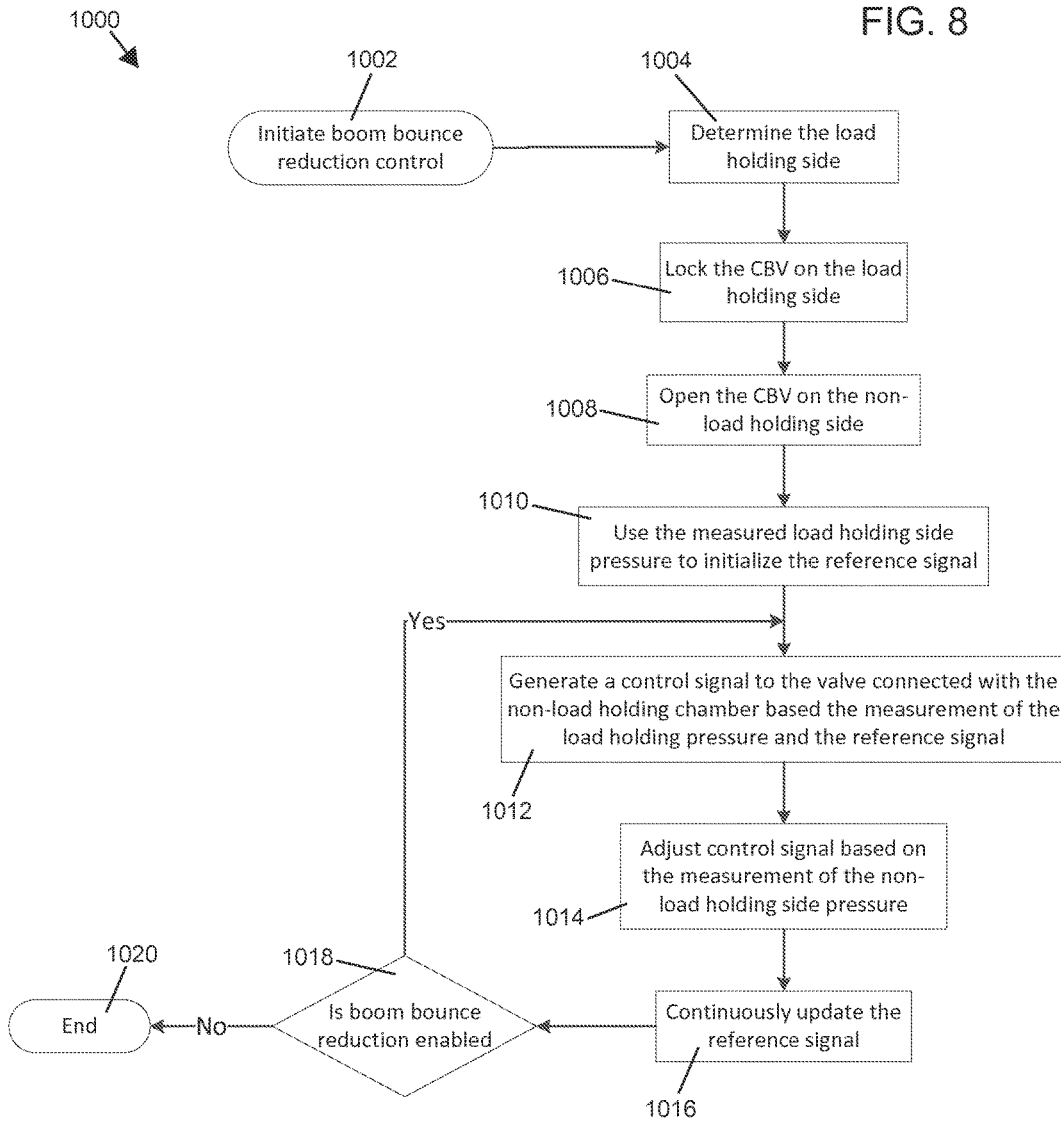 FIG. 8
1000
1002
1004
Initiate boom bounce
reduction control
Determine the load
holding side
1006
Lock the CBV on the load
holding side
1008
Open the CBV on the non-
load holding side
1010
Use the measured load holding side
pressure to initialize the reference signal
Yes
Generate a control signal to the valve connected with the
non-load holding chamber based the measurement of the
load holding pressure and the reference signal
1012
Adjust control signal based on
the measurement of the non-
load holding side pressure
1014
1020
End
No
1018
Is boom bounce
reduction enabled
Continuously update the
reference signal
1016